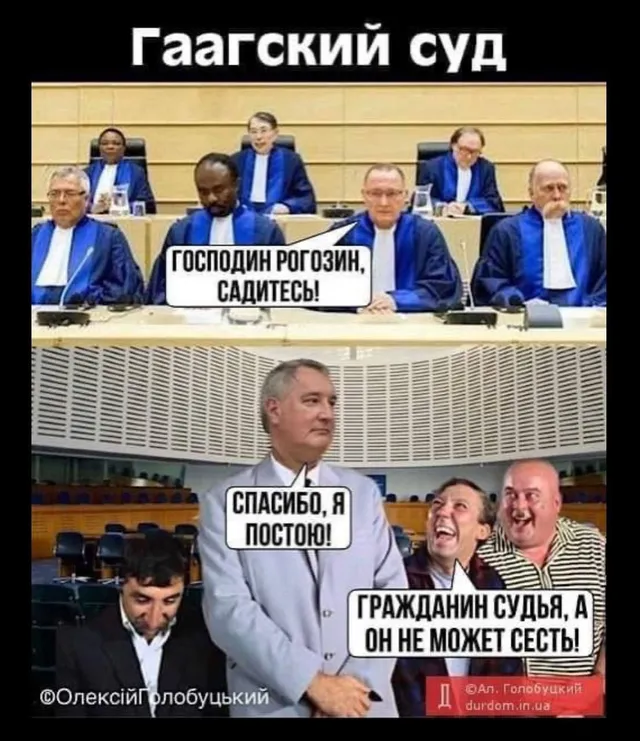 Гаагский суд
ГОСПОДИН РОГОЗИН,
САДИТЕСЬ!
СПАСИБО, Я
ПОСТОЮ!
ГРАЖДАНИН СУДЬЯ, А
ОН НЕ МОЖЕТ СЕСТЬ!
©ОлексійГолобуцький
Д ©Ал. Голобуцкий
durdom.in.ua